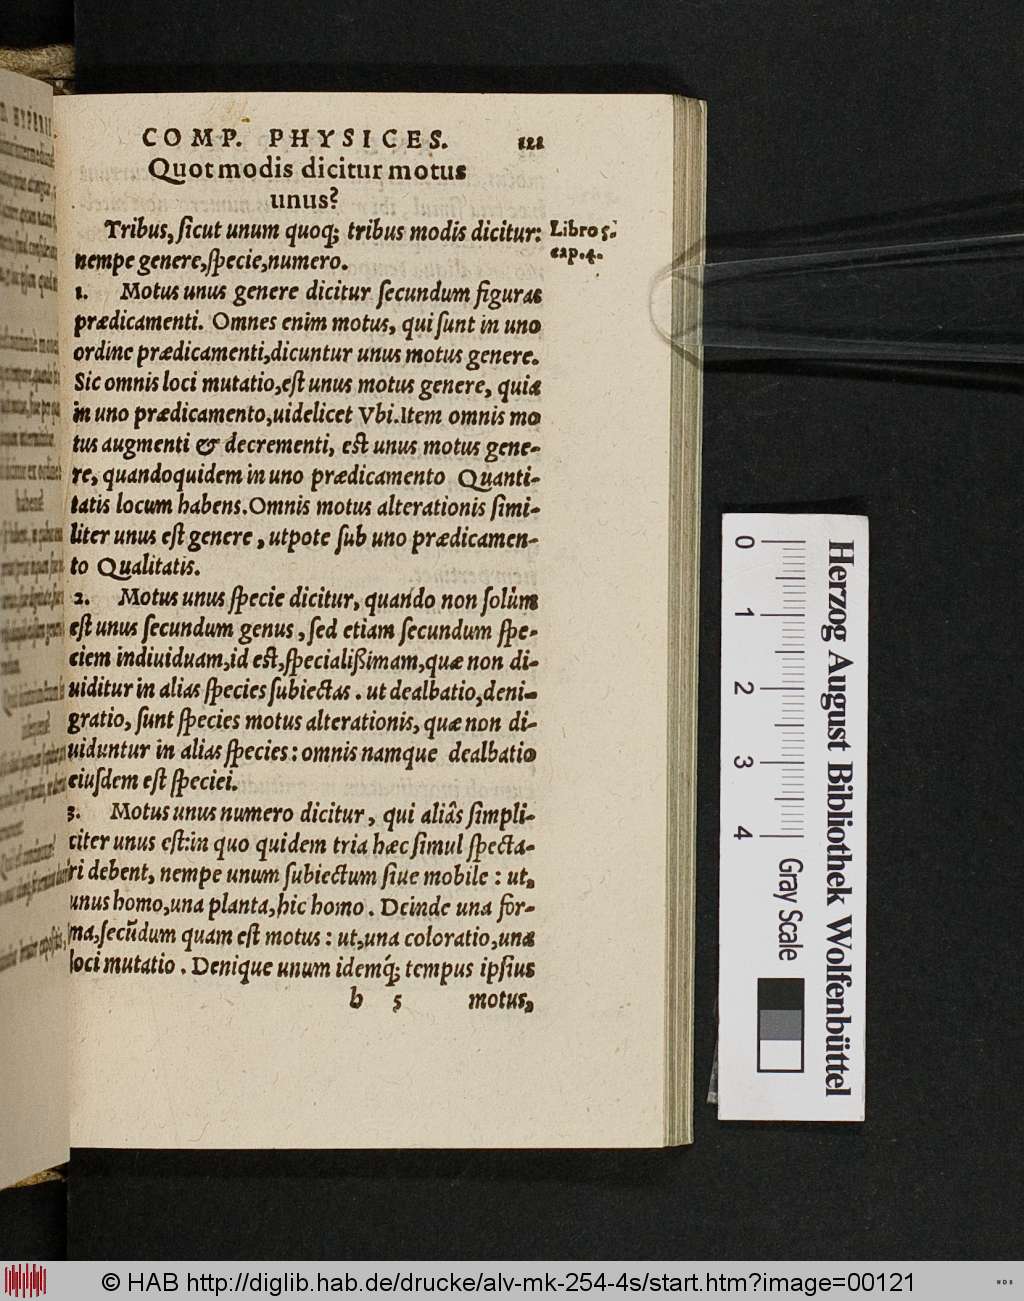 COMP. PHYSICES. 121
Quot modis dicitur motus
unus?
Tribus, ſicut unum quoq; tribus modis dicitur:
nempe genere, ſpecie, numero.
Libro 5.
cap. 4.
1. Motus unus genere dicitur ſecundum figuras
prædicamenti. Omnes enim motus, qui ſunt in uno
ordine prædicamenti, dicuntur unus motus genere.
Sic omnis loci mutatio, eſt unus motus genere, quia
in uno prædicamento, uidelicet Vbi. Item omnis mo
tus augmenti & decrementi, eſt unus motus gene-
re, quandoquidem in uno prædicamento Quanti-
tatis locum habens. Omnis motus alterationis ſimi-
liter unus eſt genere, utpote ſub uno prædicamen-
to Qualitatis.
2. Motus unus ſpecie dicitur, quando non ſolùm
eſt unus ſecundum genus, ſed etiam ſecundum ſpe-
ciem indiuiduam, id eſt, ſpecialißimam, quæ non di-
uiditur in alias ſpecies ſubiectas. ut dealbatio, deni-
gratio, ſunt ſpecies motus alterationis, quæ non di-
uiduntur in alias ſpecies: omnis namque dealbatio
eiuſdem eſt ſpeciei.
3. Motus unus numero dicitur, qui aliâs ſimpli-
citer unus eſt: in quo quidem tria hæc ſimul ſpecta-
ri debent, nempe unum ſubiectum ſiue mobile: ut,
unus homo, una planta, hic homo. Deinde una for-
ma, ſecũdum quam eſt motus: ut, una coloratio, una
loci mutatio. Denique unum idemq́; tempus ipſius
b 5 motus,
0 1 2 3 4
Gray Scale
Herzog August Bibliothek Wolfenbüttel
© HAB http://diglib.hab.de/drucke/alv-mk-254-4s/start.htm?image=00121